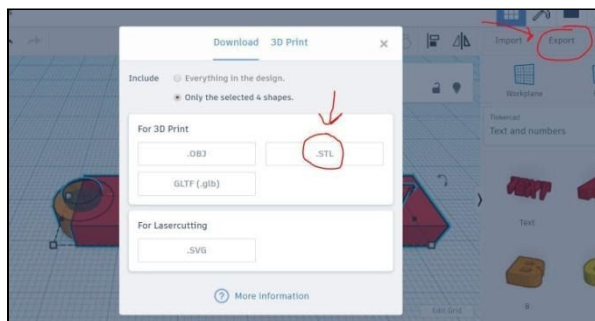 Download 3D Print
Import Export
Include Everything in the design.
Only the selected 4 shapes.
Workplane
For 3D Print
.OBJ .STL
GLTF (.glb)
Tinkercad
Text and numbers
Text
For Lasercutting
.SVG
More information
Edit Grid
B